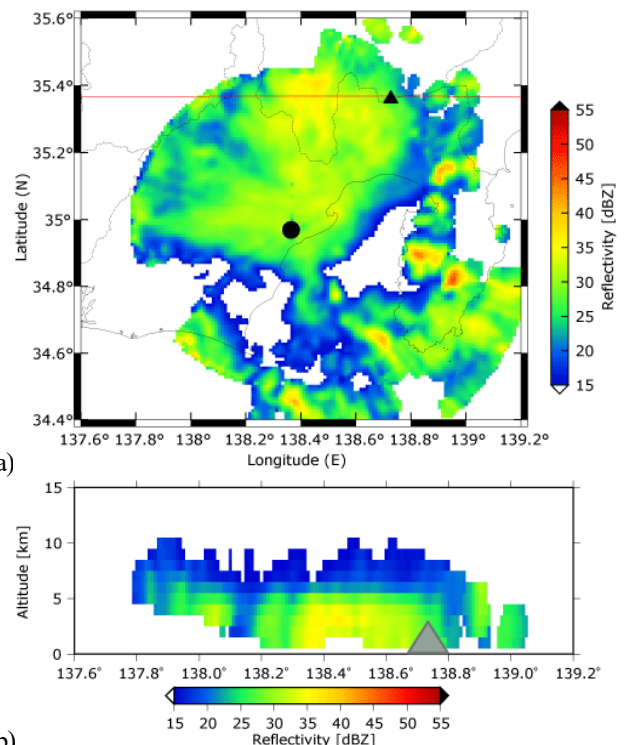 35.6°
35.4°
35.2°
35°
34.8°
34.6°
34.4°
Latitude (N)
137.6° 137.8° 138° 138.2° 138.4° 138.6° 138.8° 139° 139.2°
Longitude (E)
55
50
45
40
35
30
25
20
15
Reflectivity [dBZ]
a)
15
10
5
0
Altitude [km]
137.6° 137.8° 138.0° 138.2° 138.4° 138.6° 138.8° 139.0° 139.2°
15 20 25 30 35 40 45 50 55
Reflectivity [dBZ]
b)